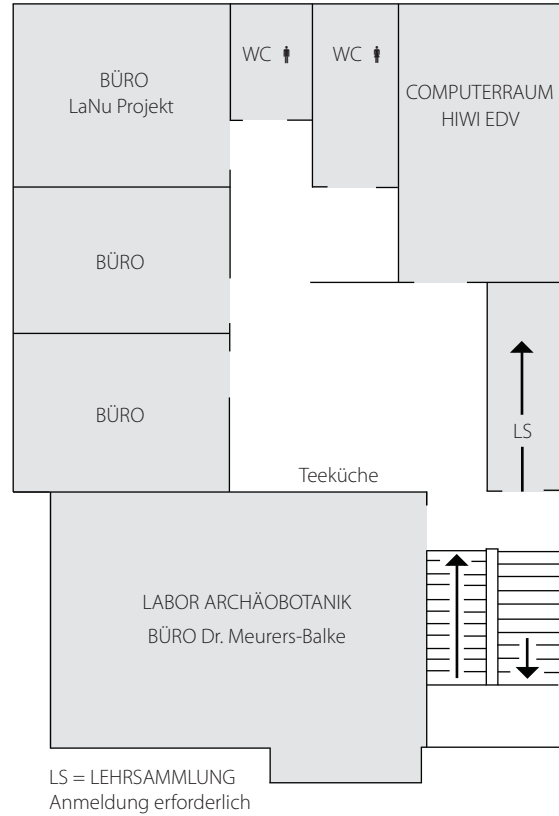 BÜRO
LaNu Projekt
WC
WC
COMPUTERRAUM
HIWI EDV
BÜRO
BÜRO
LS
Teeküche
LABOR ARCHÄOBOTANIK
BÜRO Dr. Meurers-Balke
LS = LEHRSAMMLUNG
Anmeldung erforderlich